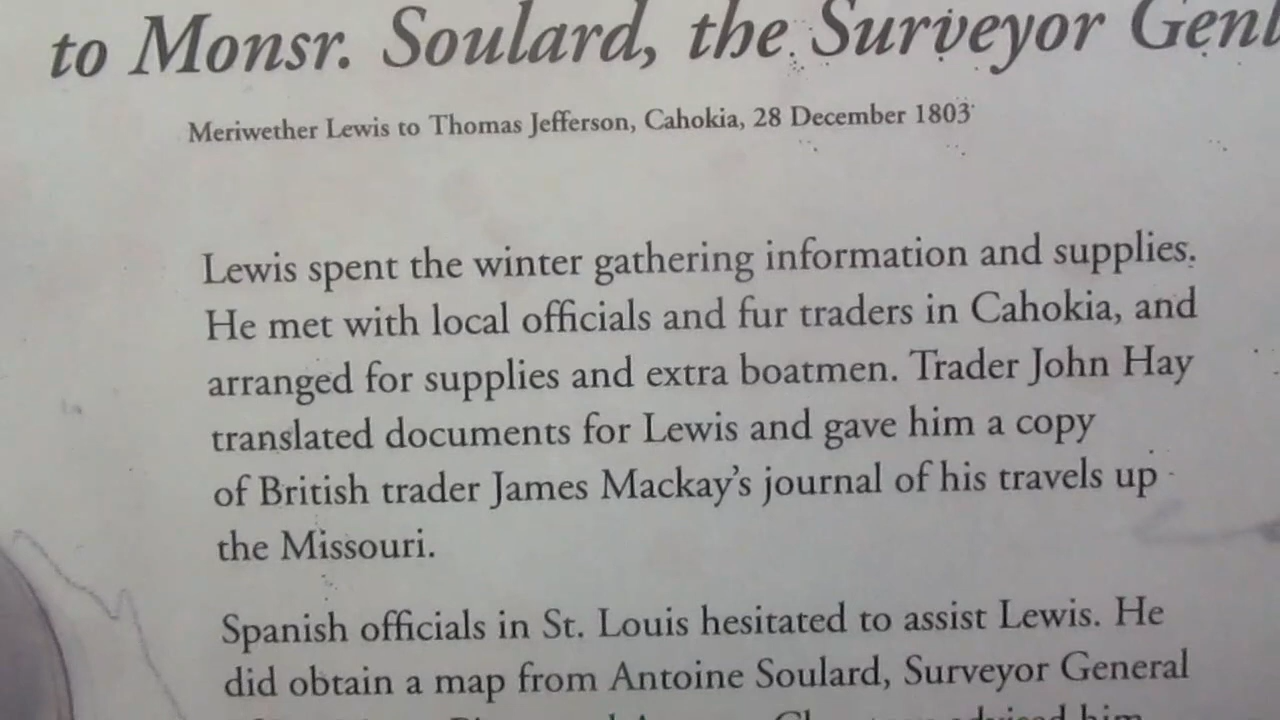 to Monsr. Soulard, the Surveyor Genl
Meriwether Lewis to Thomas Jefferson, Cahokia, 28 December 1803
Lewis spent the winter gathering information and supplies.
He met with local officials and fur traders in Cahokia, and
arranged for supplies and extra boatmen. Trader John Hay
translated documents for Lewis and gave him a copy
of British trader James Mackay’s journal of his travels up
the Missouri.
Spanish officials in St. Louis hesitated to assist Lewis. He
did obtain a map from Antoine Soulard, Surveyor General
advised him